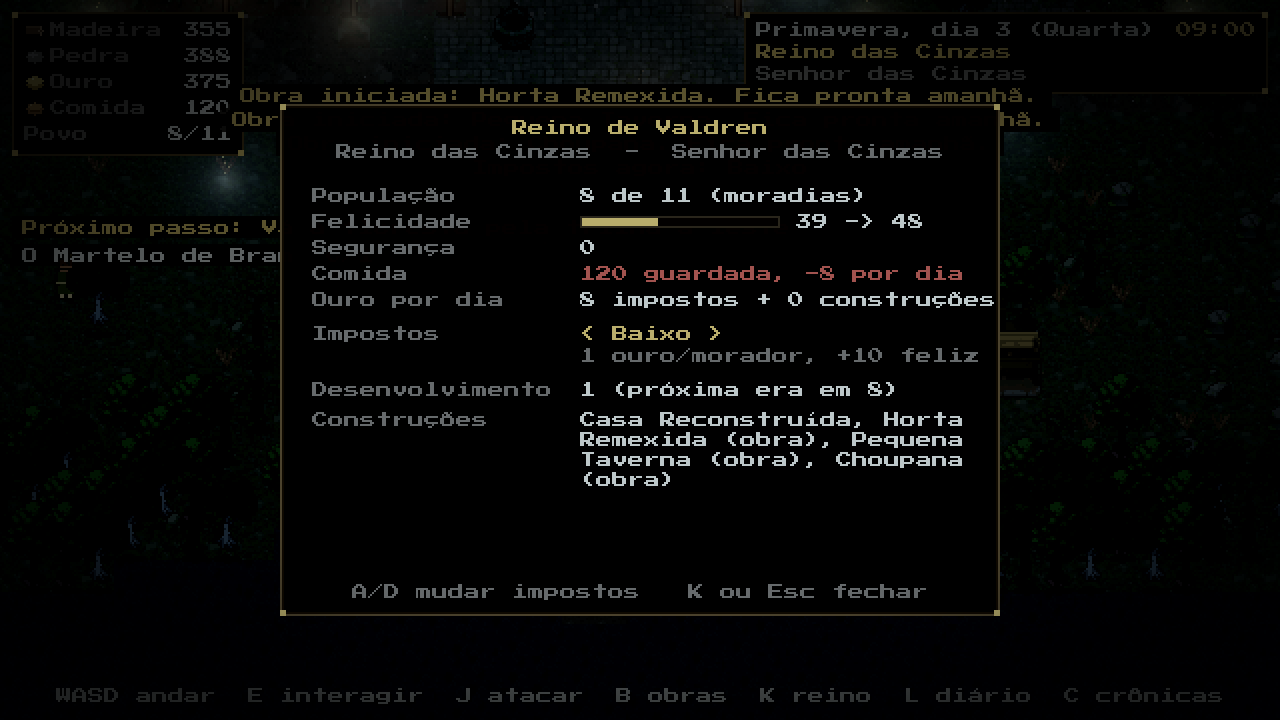 Madeira 355
Pedra 388
Ouro 375
Comida 120
Povo 8/11
Primavera, dia 3 (Quarta) 09:00
Reino das Cinzas
Senhor das Cinzas
Obra iniciada: Horta Remexida. Fica pronta amanhã.
Próximo passo:
O Martelo de
Reino de Valdren
Reino das Cinzas - Senhor das Cinzas
População 8 de 11 (moradias)
Felicidade 39 -> 48
Segurança 0
Comida 120 guardada, -8 por dia
Ouro por dia 8 impostos + 0 construções
Impostos < Baixo >
1 ouro/morador, +10 feliz
Desenvolvimento 1 (próxima era em 8)
Construções Casa Reconstruída, Horta
Remexida (obra), Pequena
Taverna (obra), Choupana
(obra)
A/D mudar impostos K ou Esc fechar
WASD andar E interagir J atacar B obras K reino L diário C crônicas